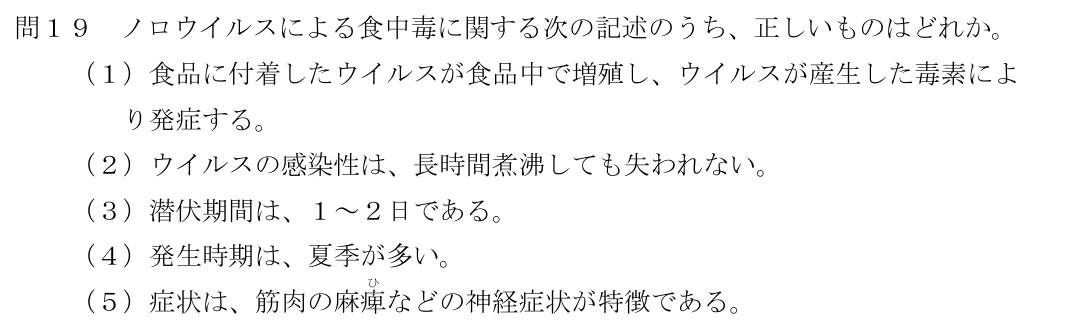 問１９　ノロウイルスによる食中毒に関する次の記述のうち、正しいものはどれか。
（１）食品に付着したウイルスが食品中で増殖し、ウイルスが産生した毒素によ
り発症する。
（２）ウイルスの感染性は、長時間煮沸しても失われない。
（３）潜伏期間は、１～２日である。
（４）発生時期は、夏季が多い。
ひ
（５）症状は、筋肉の麻痺などの神経症状が特徴である。